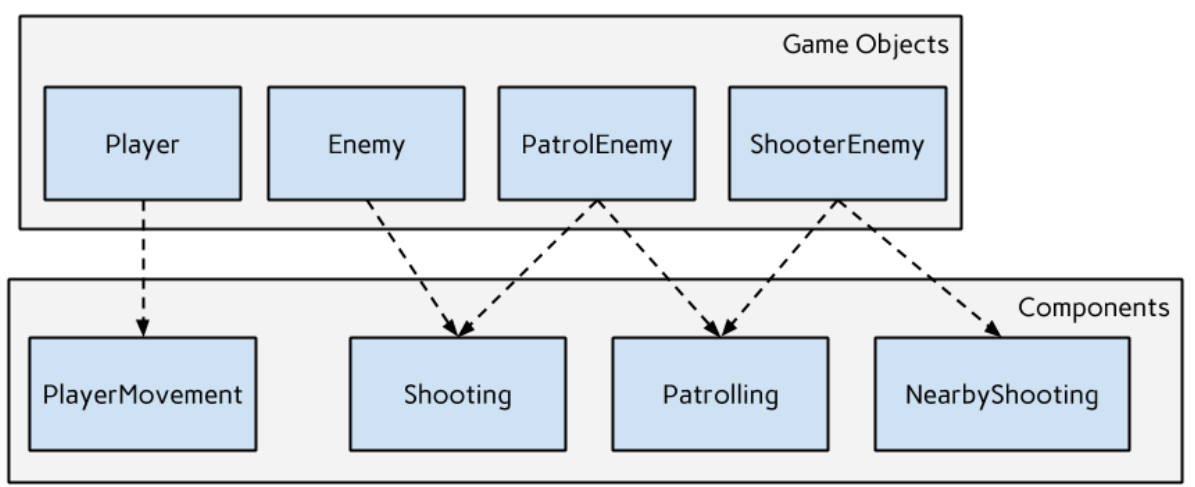 Game Objects
Player
Enemy
PatrolEnemy
ShooterEnemy
Components
PlayerMovement
Shooting
Patrolling
NearbyShooting